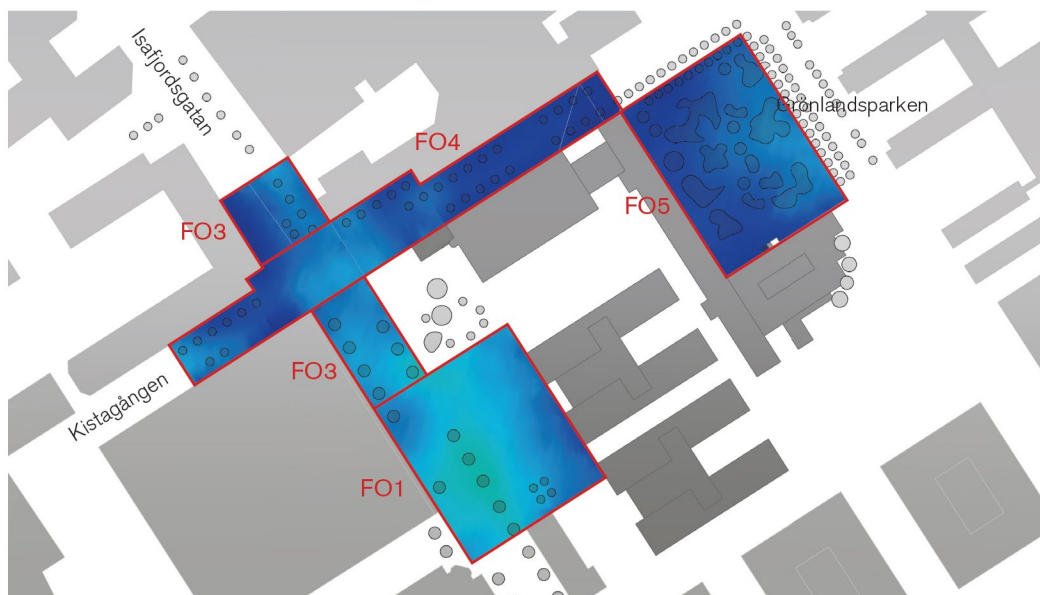 Isafjordsgatan
Grönlandsparken
FO4
FO5
FO3
FO3
Kistagången
FO1